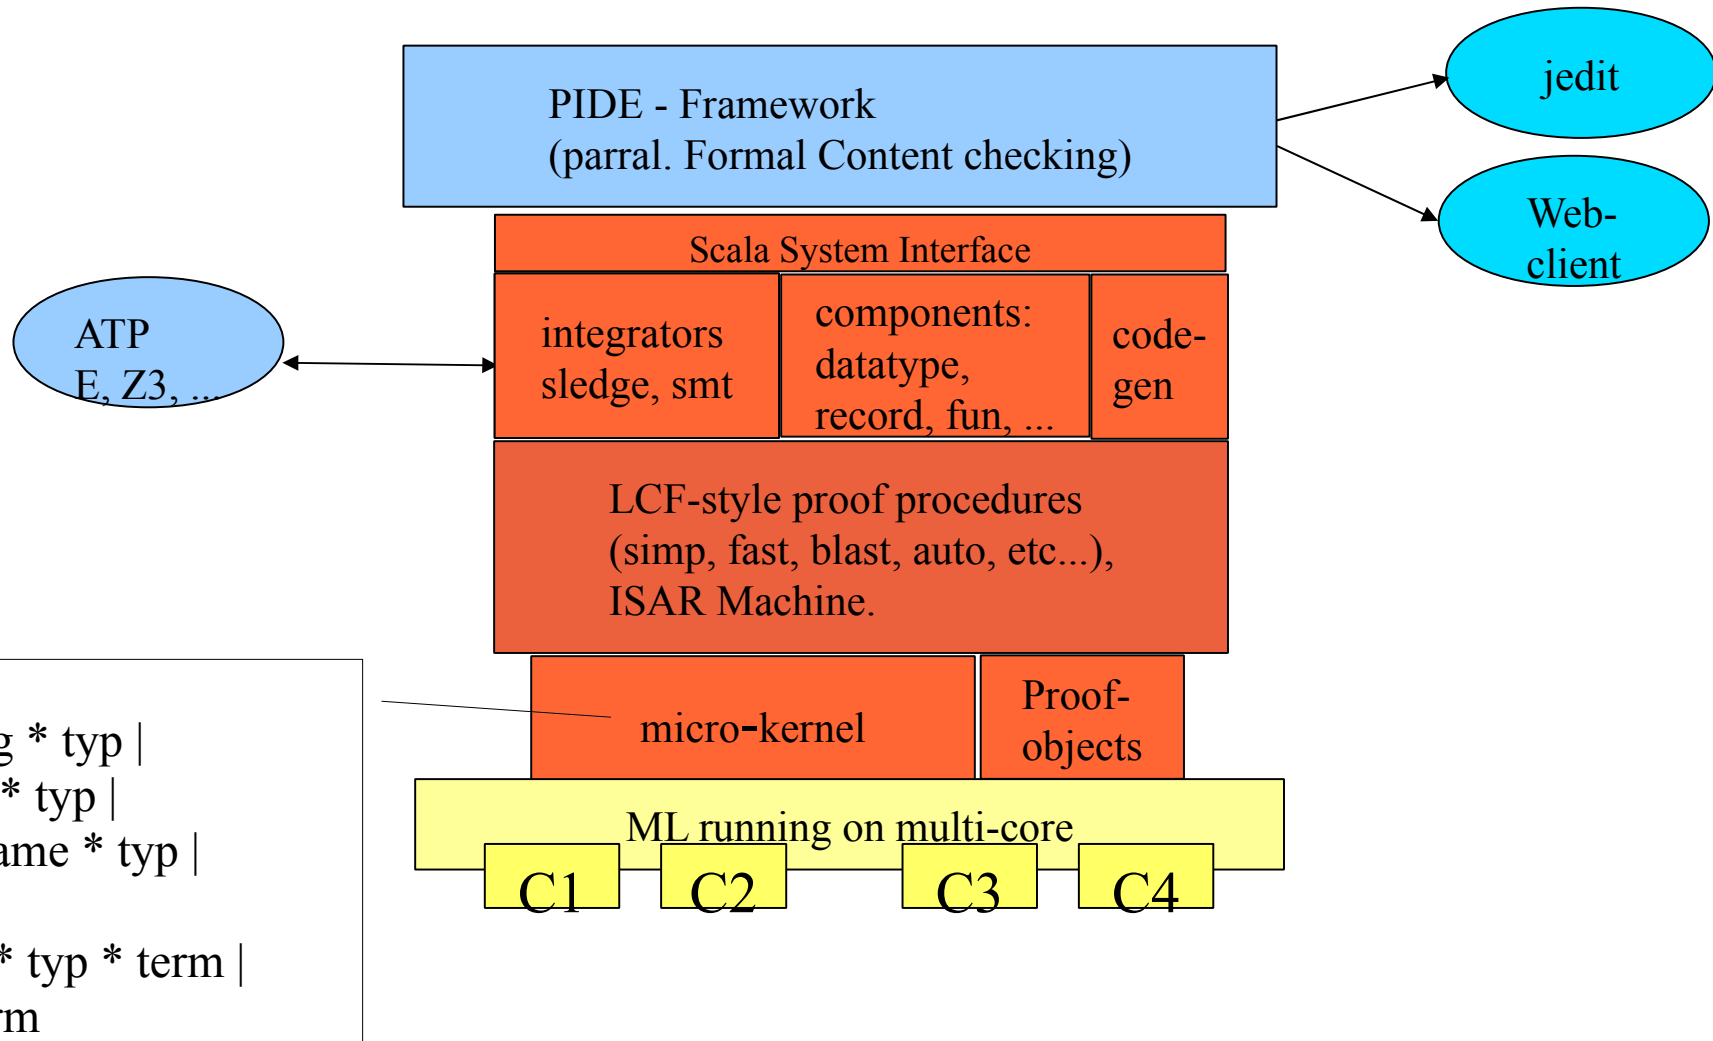 PIDE - Framework
(parral. Formal Content checking)
jedit
Web-
client
Scala System Interface
ATP
E, Z3, ...
integrators
sledge, smt
components:
datatype,
record, fun, ...
code-
gen
LCF-style proof procedures
(simp, fast, blast, auto, etc...),
ISAR Machine.
micro-kernel
Proof-
objects
g * typ |
* typ |
ame * typ |
* typ * term |
rm
ML running on multi-core
C1
C2
C3
C4